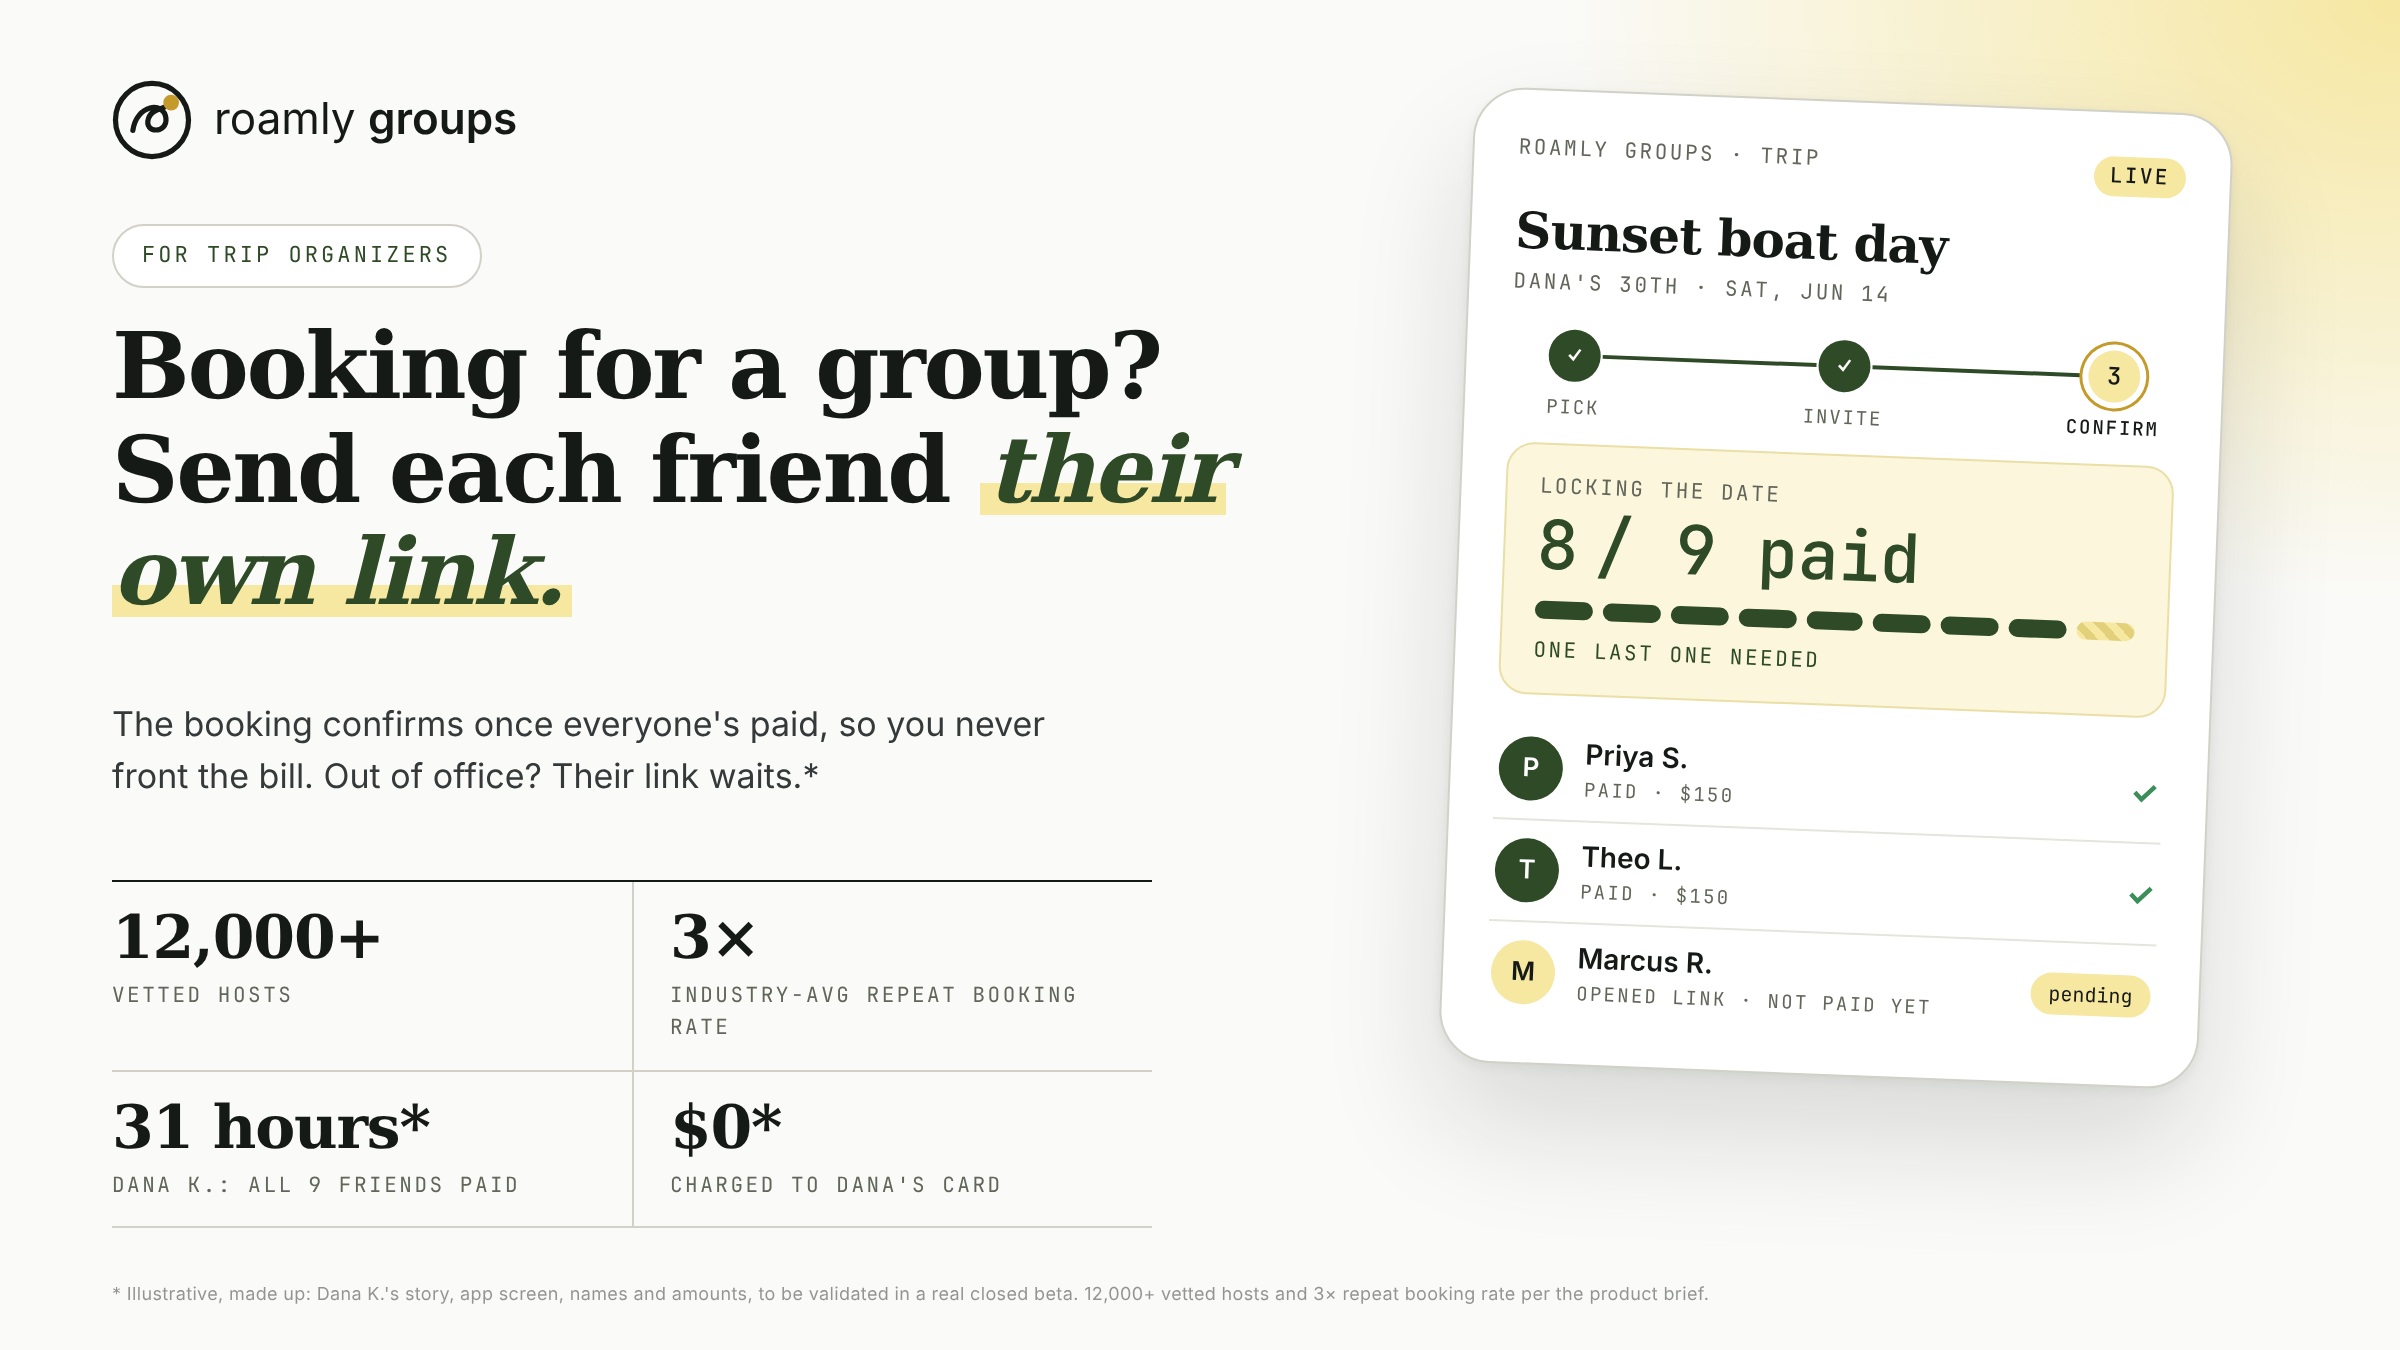 roamly groups
FOR TRIP ORGANIZERS
Booking for a group?
Send each friend their
own link.
The booking confirms once everyone's paid, so you never
front the bill. Out of office? Their link waits.*
12,000+
VETTED HOSTS
3×
INDUSTRY-AVG REPEAT BOOKING
RATE
31 hours*
DANA K.: ALL 9 FRIENDS PAID
$0*
CHARGED TO DANA'S CARD
ROAMLY GROUPS · TRIP
LIVE
Sunset boat day
DANA'S 30TH · SAT, JUN 14
3
PICK
INVITE
CONFIRM
LOCKING THE DATE
8 / 9 paid
ONE LAST ONE NEEDED
P
Priya S.
PAID · $150
T
Theo L.
PAID · $150
M
Marcus R.
OPENED LINK · NOT PAID YET
pending
* Illustrative, made up: Dana K.'s story, app screen, names and amounts, to be validated in a real closed beta. 12,000+ vetted hosts and 3× repeat booking rate per the product brief.